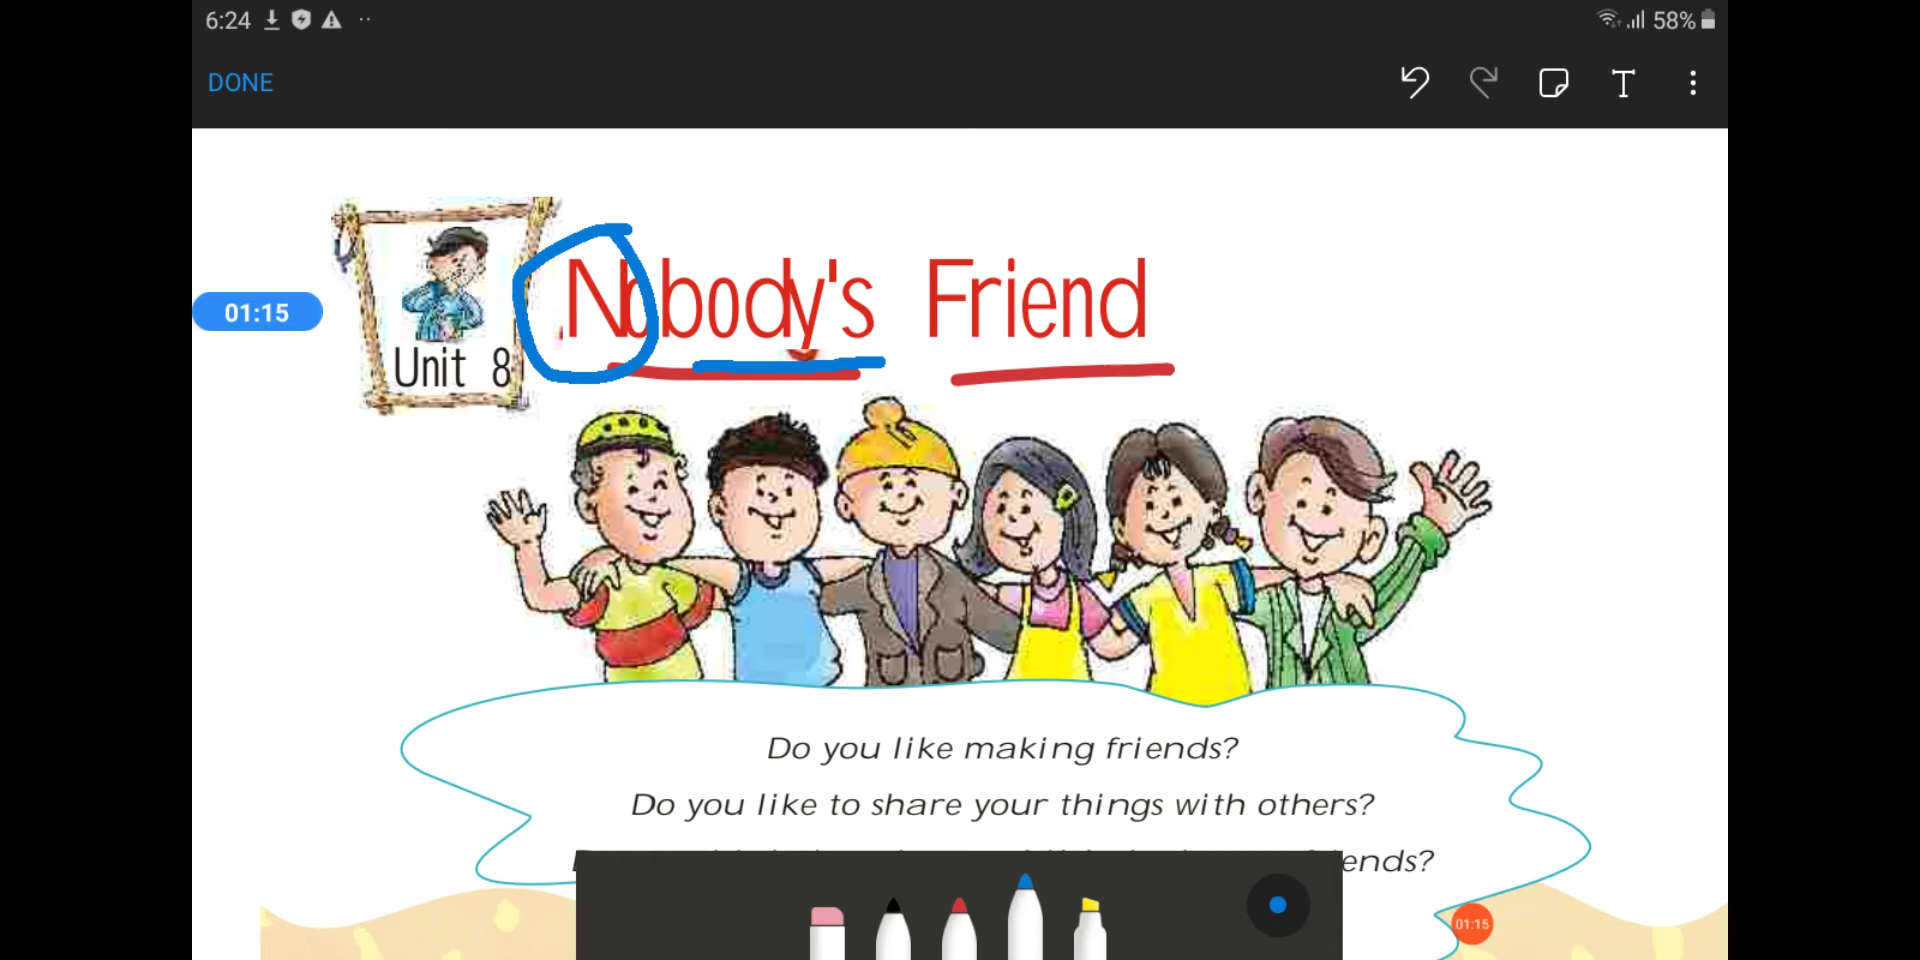 6:24
58%
DONE
01:15
Nobody's Friend
Unit 8
Do you like making friends?
Do you like to share your things with others?
ends?
01:15